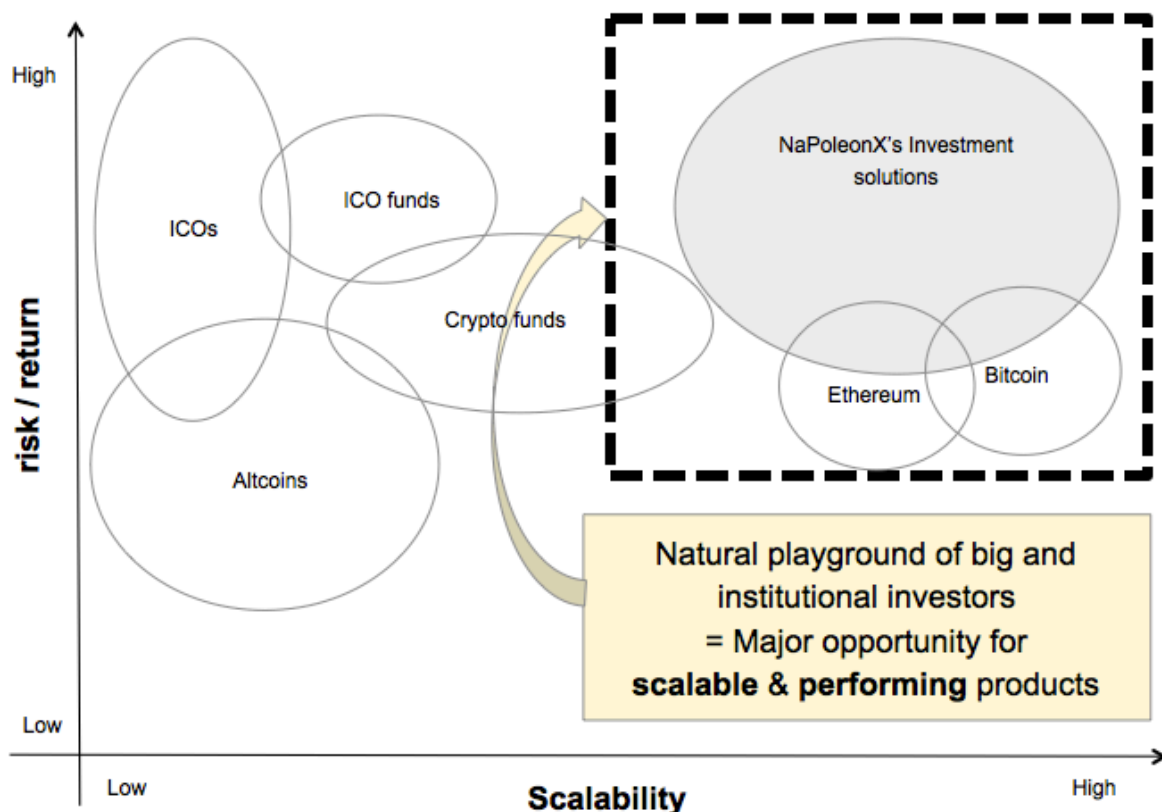 High
NaPoleonX's Investment
solutions
ICO funds
ICOs
Crypto funds
risk / return
Bitcoin
Ethereum
Altcoins
Natural playground of big and
institutional investors
= Major opportunity for
scalable & performing products
Low
Low
Scalability
High